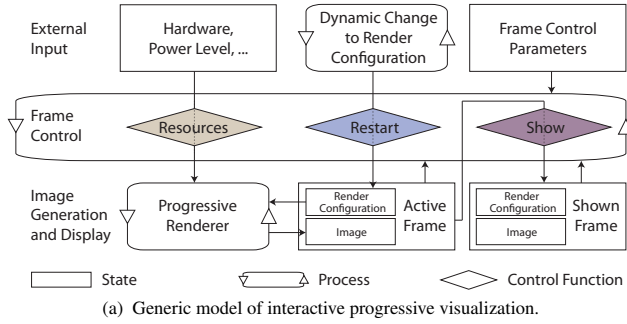 External
Input
Hardware,
Power Level, ...
Dynamic Change
to Render
Configuration
Frame Control
Parameters
Frame
Control
Resources
Restart
Show
Image
Generation
and Display
Progressive
Renderer
Render
Configuration
Image
Active
Frame
Render
Configuration
Image
Shown
Frame
State
Process
Control Function
(a) Generic model of interactive progressive visualization.